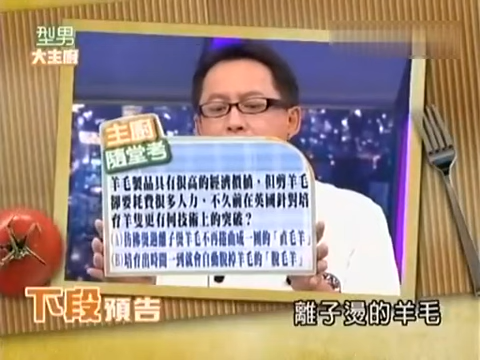 型男
大主廚
主廚
隨堂考
羊毛製品具有很高的經濟價值，但剪羊毛
卻要耗費很多人力，不久前在英國針對培
育羊隻更有何技術上的突破？
(A)彷彿燙過離子燙羊毛不再捲曲成一團的「直毛羊」
(B)培育出時間一到就會自動脫掉羊毛的「脫毛羊」
下段預告
離子燙的羊毛